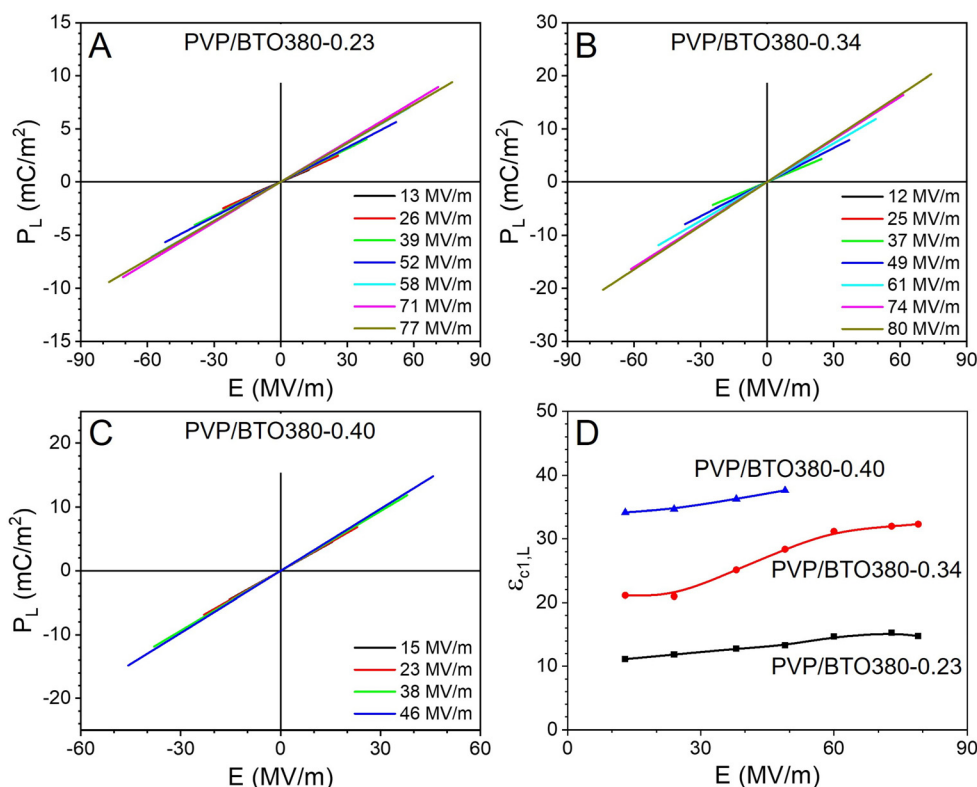 A
PVP/BTO380-0.23
P_L (mC/m²)
15
10
5
0
-5
-10
-15
-90 -60 -30 0 30 60 90
E (MV/m)
13 MV/m
26 MV/m
39 MV/m
52 MV/m
58 MV/m
71 MV/m
77 MV/m
B
PVP/BTO380-0.34
P_L (mC/m²)
30
20
10
0
-10
-20
-30
-90 -60 -30 0 30 60 90
E (MV/m)
12 MV/m
25 MV/m
37 MV/m
49 MV/m
61 MV/m
74 MV/m
80 MV/m
C
PVP/BTO380-0.40
P_L (mC/m²)
20
10
0
-10
-20
-60 -30 0 30 60
E (MV/m)
15 MV/m
23 MV/m
38 MV/m
46 MV/m
D
ε_c1,L
50
40
30
20
10
0
0 30 60 90
E (MV/m)
PVP/BTO380-0.40
PVP/BTO380-0.34
PVP/BTO380-0.23